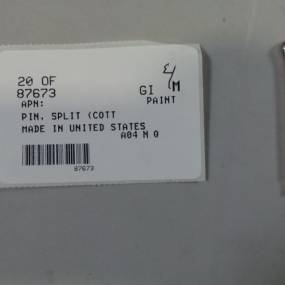 20 OF
87673 GI
APN: PAINT
PIN, SPLIT (COTT
MADE IN UNITED STATES
A04 M 0
87673